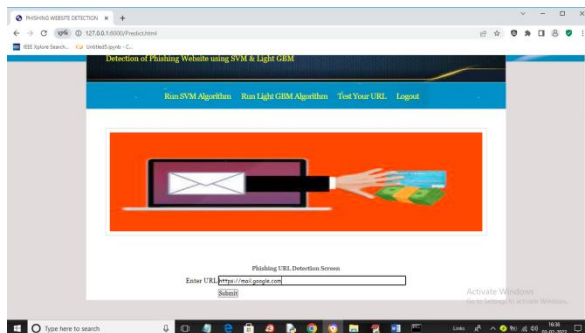 PHISHING WEBSITE DETECTION
127.0.0.1:8000/Predict.html
IEEE Xplore Search...
Untitled5.ipynb - C...
Detection of Phishing Website using SVM & Light GBM
Run SVM Algorithm Run Light GBM Algorithm Test Your URL Logout
Phishing URL Detection Screen
Enter URL https://mail.google.com
Submit
Activate Windows
Go to Settings to activate Windows.
Type here to search
Links
16:36